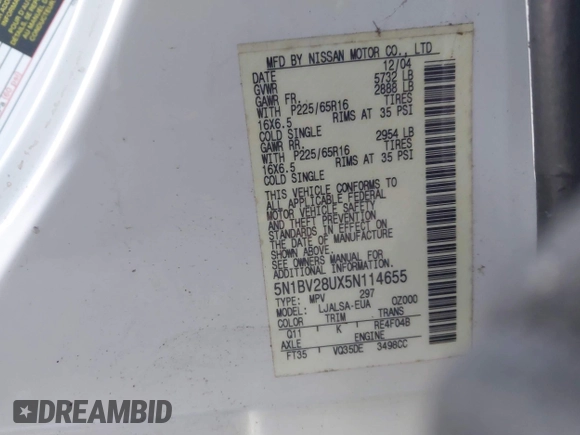 MFD BY NISSAN MOTOR CO., LTD
DATE 12/04
GVWR 5732 LB
GAWR FR. 2888 LB
WITH P225/65R16 TIRES
16X6.5 RIMS AT 35 PSI
COLD SINGLE
GAWR RR. 2954 LB
WITH P225/65R16 TIRES
16X6.5 RIMS AT 35 PSI
COLD SINGLE
THIS VEHICLE CONFORMS TO
ALL APPLICABLE FEDERAL
MOTOR VEHICLE SAFETY
AND THEFT PREVENTION
STANDARDS IN EFFECT ON
THE DATE OF MANUFACTURE
SHOWN ABOVE.
SEE OWNERS MANUAL FOR
ADDITIONAL INFO.
5N1BV28UX5N114655
TYPE: MPV 297
MODEL: LJALSA-EUA OZ000
COLOR TRIM TRANS
Q11 K RE4F04B
AXLE ENGINE
FT35 VQ35DE 3498CC
DREAMBID